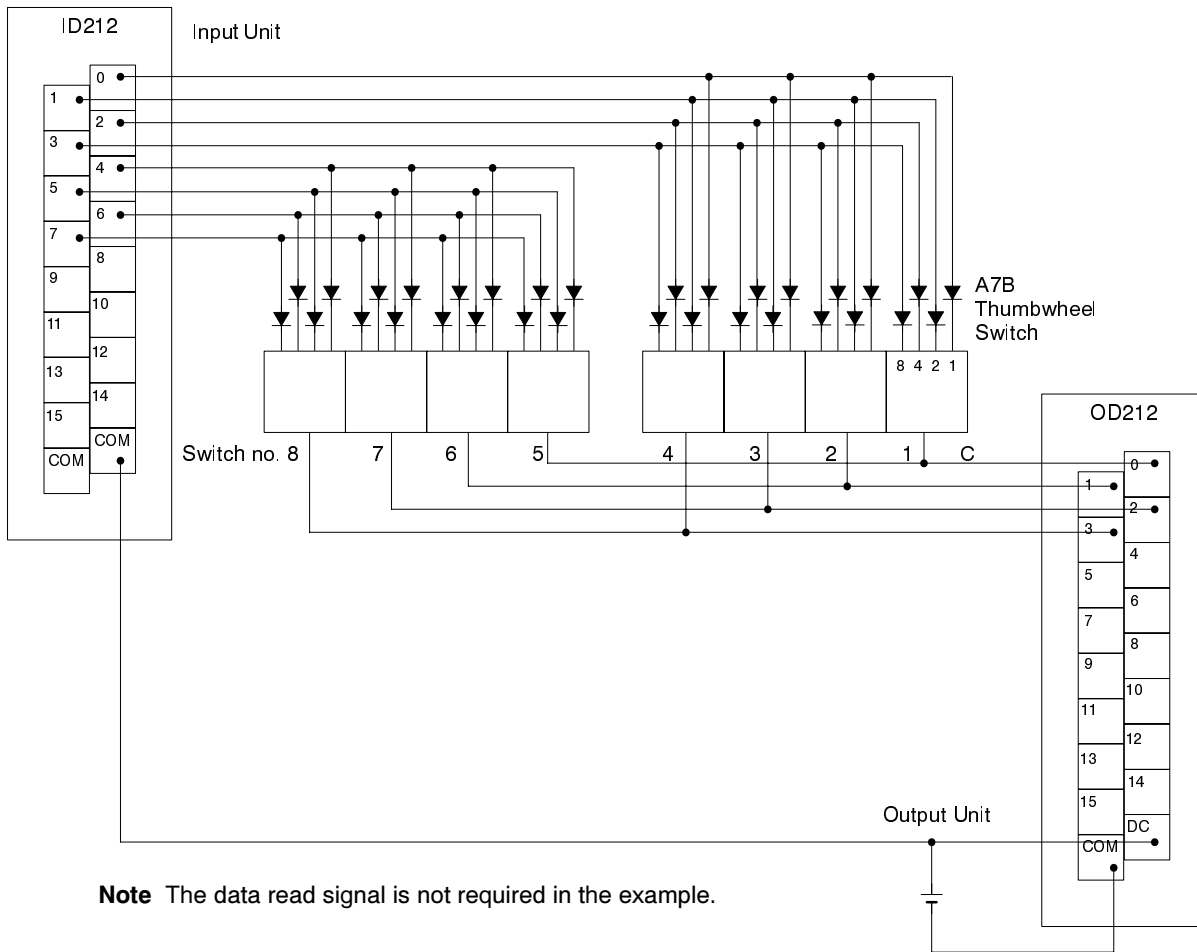 ID212
Input Unit
0
1
2
3
4
5
6
7
8
9
10
11
12
13
14
15
COM
COM
A7B
Thumbwheel
Switch
8 4 2 1
Switch no. 8 7 6 5 4 3 2 1 C
OD212
0
1
2
3
4
5
6
7
8
9
10
11
12
13
14
15
DC
COM
Output Unit
Note The data read signal is not required in the example.